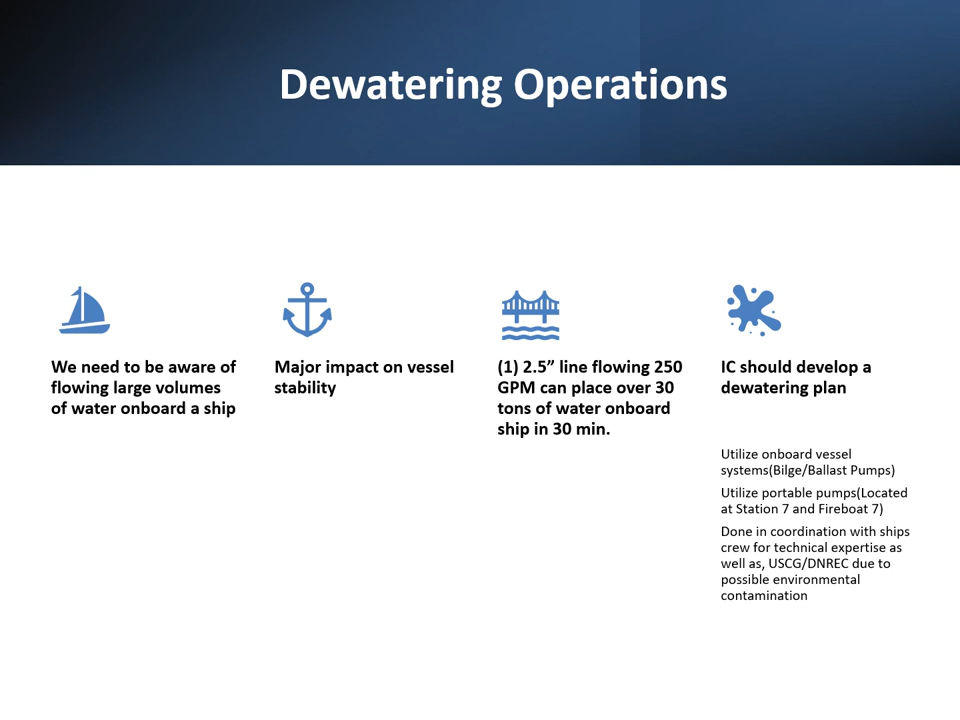 Dewatering Operations
We need to be aware of
flowing large volumes
of water onboard a ship
Major impact on vessel
stability
(1) 2.5” line flowing 250
GPM can place over 30
tons of water onboard
ship in 30 min.
IC should develop a
dewatering plan
Utilize onboard vessel
systems(Bilge/Ballast Pumps)
Utilize portable pumps(Located
at Station 7 and Fireboat 7)
Done in coordination with ships
crew for technical expertise as
well as, USCG/DNREC due to
possible environmental
contamination